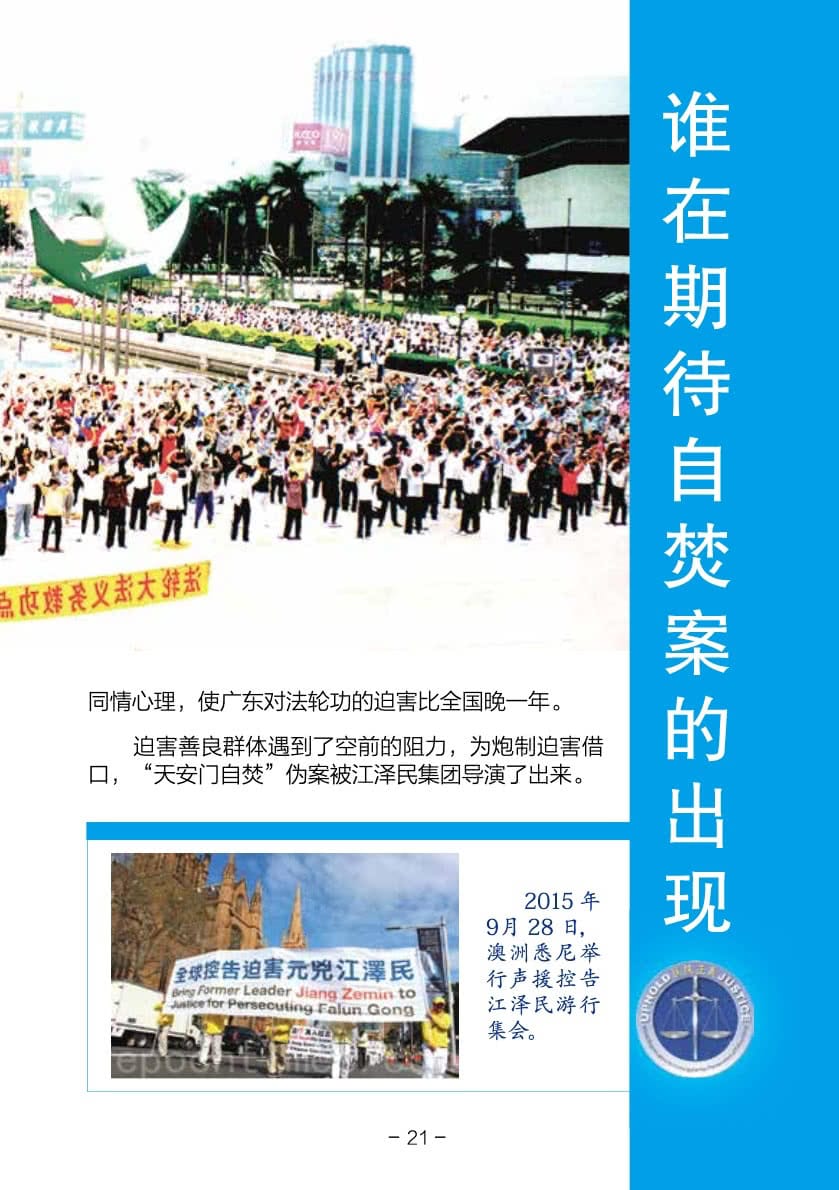 谁在期待自焚案的出现
法轮大法义务教功点
同情心理，使广东对法轮功的迫害比全国晚一年。
迫害善良群体遇到了空前的阻力，为炮制迫害借
口，“天安门自焚”伪案被江泽民集团导演了出来。
全球控告迫害元兇江澤民
Bring Former Leader Jiang Zemin to
Justice for Persecuting Falun Gong
2015 年
9月 28 日,
澳洲悉尼举
行声援控告
江泽民游行
集会。
UPHOLD JUSTICE
- 21 -